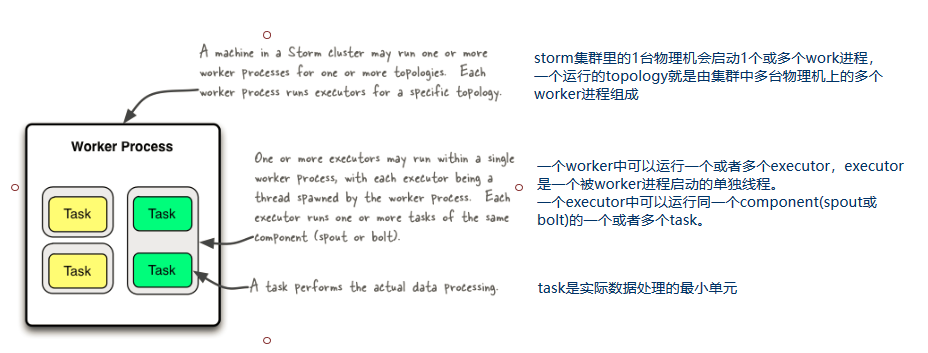 A machine in a Storm cluster may run one or more
worker processes for one or more topologies. Each
worker process runs executors for a specific topology.
storm集群里的1台物理机会启动1个或多个work进程，
一个运行的topology就是由集群中多台物理机上的多个
worker进程组成
Worker Process
Task
Task
Task
Task
One or more executors may run within a single
worker process, with each executor being a
thread spawned by the worker process. Each
executor runs one or more tasks of the same
component (spout or bolt).
一个worker中可以运行一个或者多个executor，executor
是一个被worker进程启动的单独线程。
一个executor中可以运行同一个component(spout或
bolt)的一个或者多个task。
A task performs the actual data processing.
task是实际数据处理的最小单元